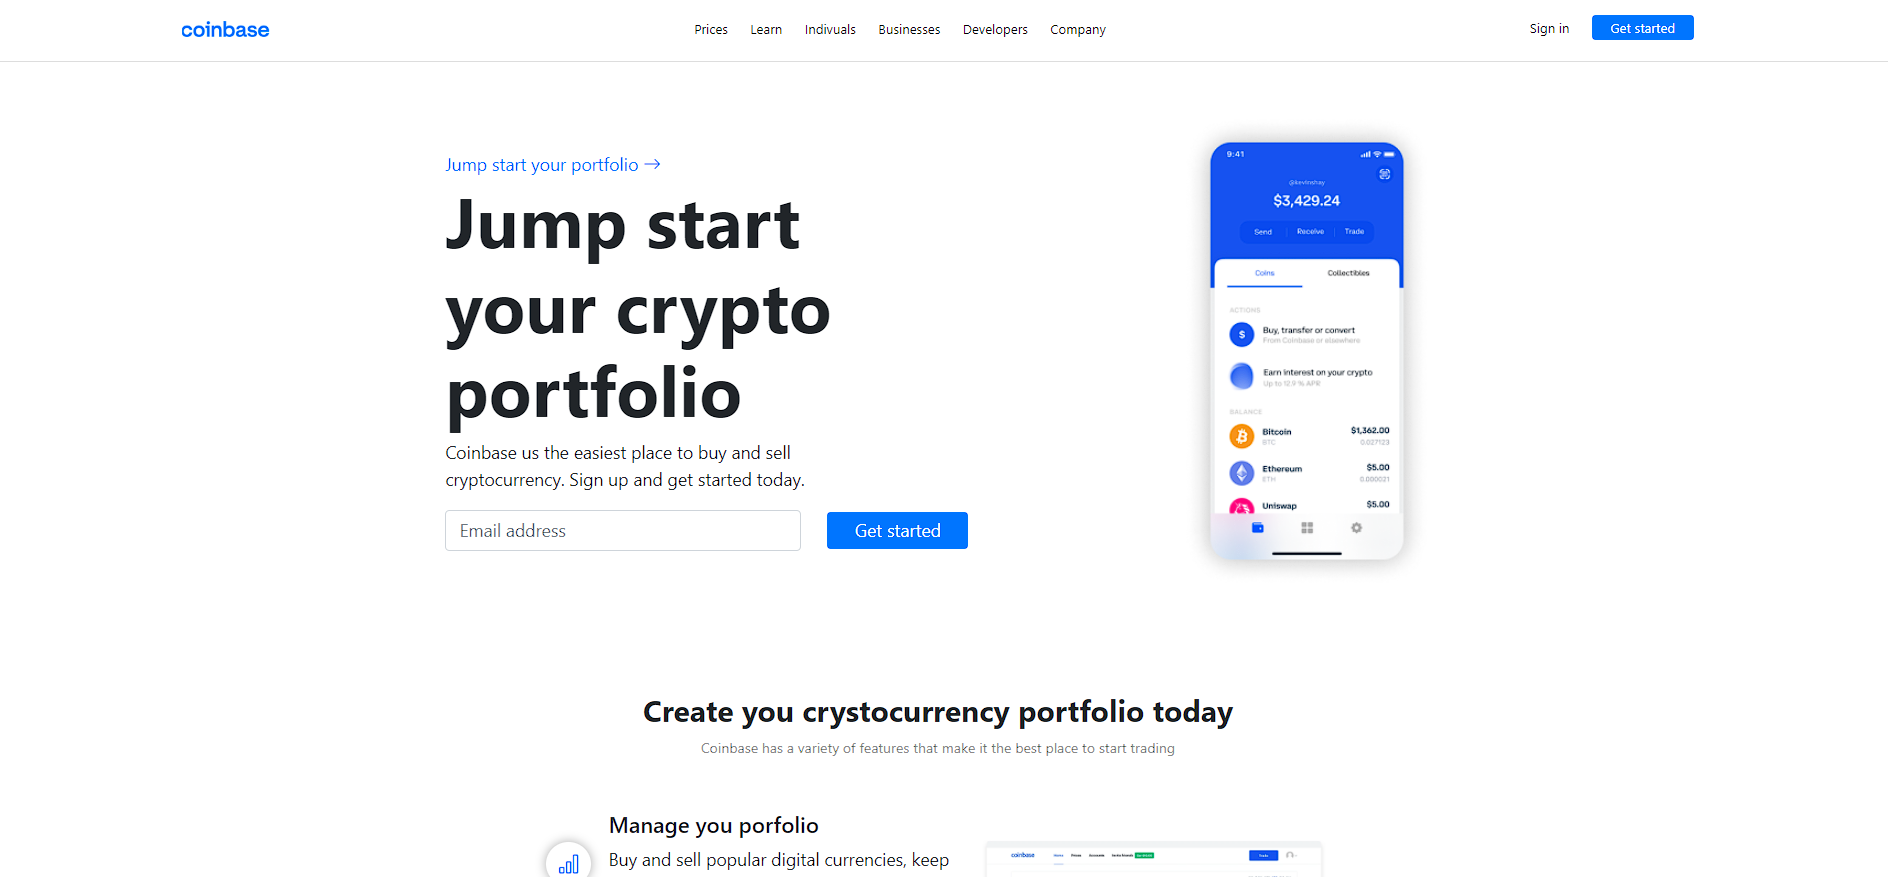 coinbase
Prices Learn Indivuals Businesses Developers Company
Sign in Get started
Jump start your portfolio →
Jump start
your crypto
portfolio
Coinbase us the easiest place to buy and sell
cryptocurrency. Sign up and get started today.
Email address Get started
9:41
@kevinshay
$3,429.24
Send Receive Trade
Coins Collectibles
ACTIONS
$
Buy, transfer or convert
From Coinbase or elsewhere
Earn interest on your crypto
Up to 12.9 % APR
BALANCE
Bitcoin $1,362.00
BTC 0.027123
Ethereum $5.00
ETH 0.000021
Uniswap $5.00
Create you crystocurrency portfolio today
Coinbase has a variety of features that make it the best place to start trading
Manage you porfolio
Buy and sell popular digital currencies, keep
coinbase Home Prices Accounts Trade